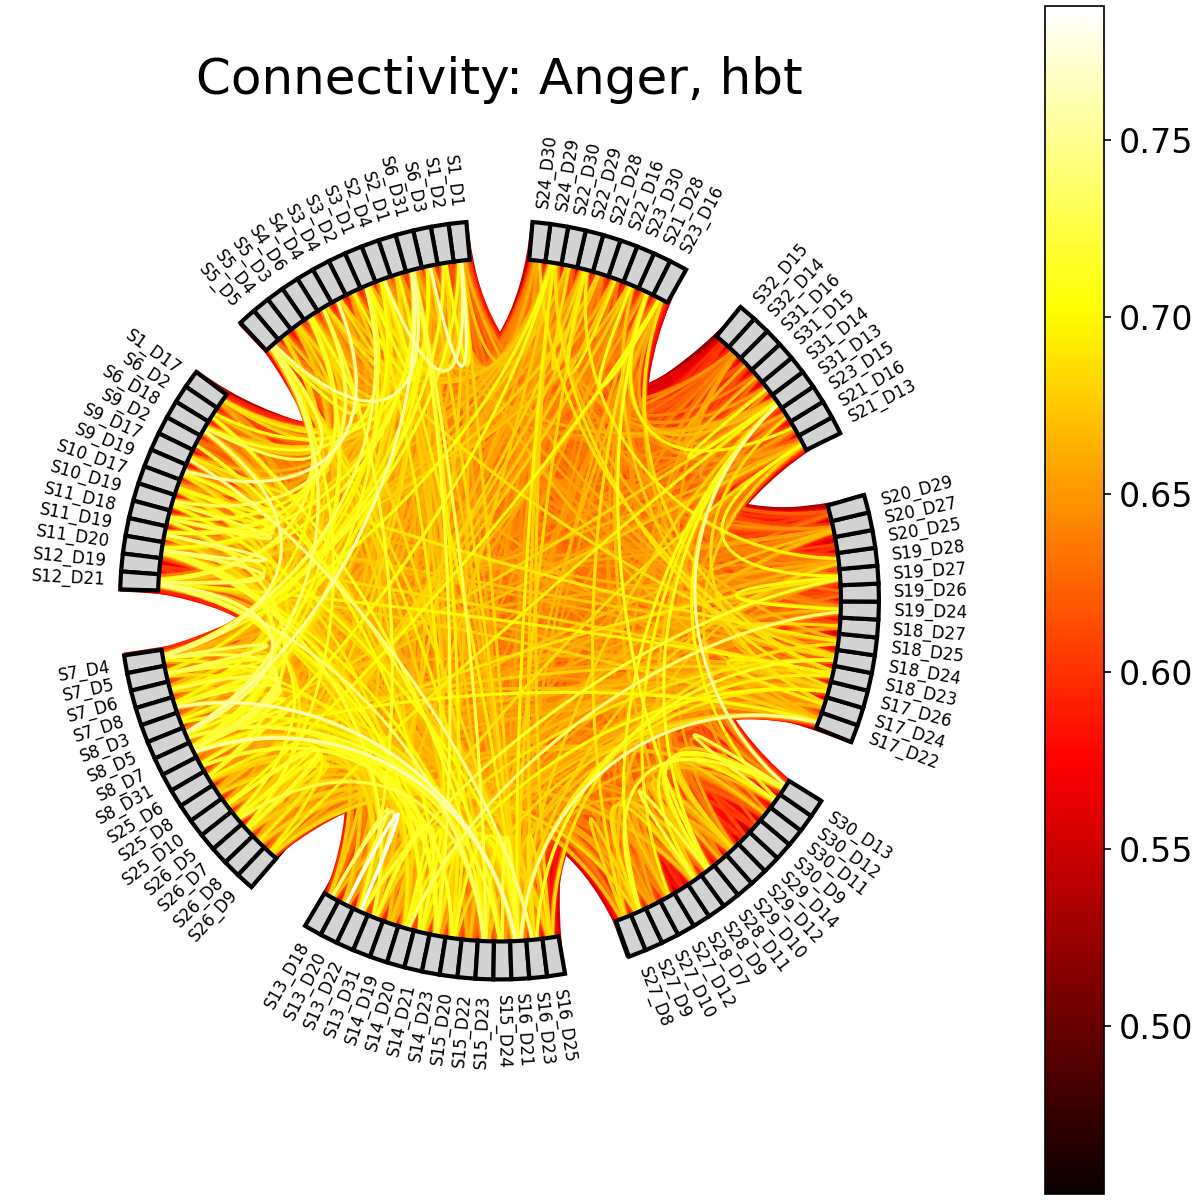 Connectivity: Anger, hbt
S1_D1
S1_D2
S6_D3
S6_D31
S2_D1
S2_D4
S3_D1
S3_D2
S3_D4
S4_D4
S4_D6
S5_D3
S5_D4
S5_D5
S1_D17
S6_D2
S6_D18
S9_D2
S9_D17
S9_D19
S10_D17
S10_D19
S11_D18
S11_D19
S11_D20
S12_D19
S12_D21
S7_D4
S7_D5
S7_D6
S7_D8
S8_D3
S8_D5
S8_D7
S8_D31
S25_D6
S25_D8
S25_D10
S26_D5
S26_D7
S26_D8
S26_D9
S13_D18
S13_D20
S13_D22
S13_D31
S14_D19
S14_D20
S14_D21
S14_D23
S15_D20
S15_D22
S15_D23
S15_D24
S16_D21
S16_D23
S16_D25
S27_D8
S27_D9
S27_D10
S27_D12
S28_D7
S28_D9
S28_D11
S29_D10
S29_D12
S29_D14
S30_D9
S30_D11
S30_D12
S30_D13
S17_D22
S17_D24
S17_D26
S18_D23
S18_D24
S18_D25
S18_D27
S19_D24
S19_D26
S19_D27
S19_D28
S20_D25
S20_D27
S20_D29
S21_D13
S21_D16
S23_D15
S31_D13
S31_D14
S31_D15
S31_D16
S32_D14
S32_D15
S23_D16
S21_D28
S23_D30
S22_D16
S22_D28
S22_D29
S22_D30
S24_D29
S24_D30
0.75
0.70
0.65
0.60
0.55
0.50